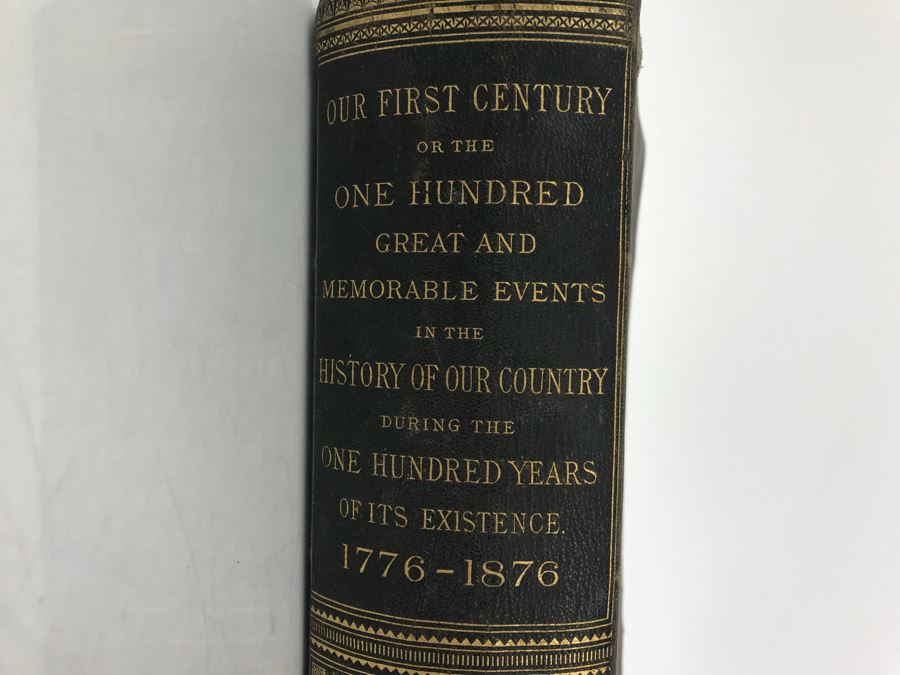 OUR FIRST CENTURY
OR THE
ONE HUNDRED
GREAT AND
MEMORABLE EVENTS
IN THE
HISTORY OF OUR COUNTRY
DURING THE
ONE HUNDRED YEARS
OF ITS EXISTENCE.
1776-1876